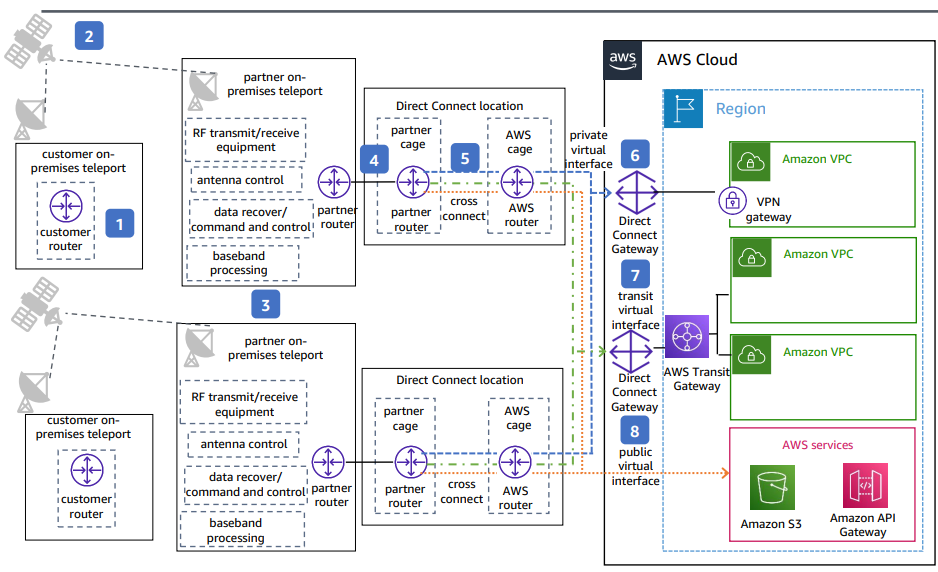 2
customer on-
premises teleport
customer
router
1
partner on-
premises teleport
RF transmit/receive
equipment
antenna control
data recover/
command and control
baseband
processing
partner
router
3
4
Direct Connect location
partner
cage
partner
router
5
cross
connect
AWS
cage
AWS
router
customer on-
premises teleport
customer
router
partner on-
premises teleport
RF transmit/receive
equipment
antenna control
data recover/
command and control
baseband
processing
partner
router
Direct Connect location
partner
cage
partner
router
cross
connect
AWS
cage
AWS
router
aws
AWS Cloud
Region
private
virtual
interface
6
Direct
Connect
Gateway
7
transit
virtual
interface
Direct
Connect
Gateway
8
public
virtual
interface
AWS Transit
Gateway
Amazon VPC
VPN
gateway
Amazon VPC
Amazon VPC
AWS services
Amazon S3
Amazon API
Gateway